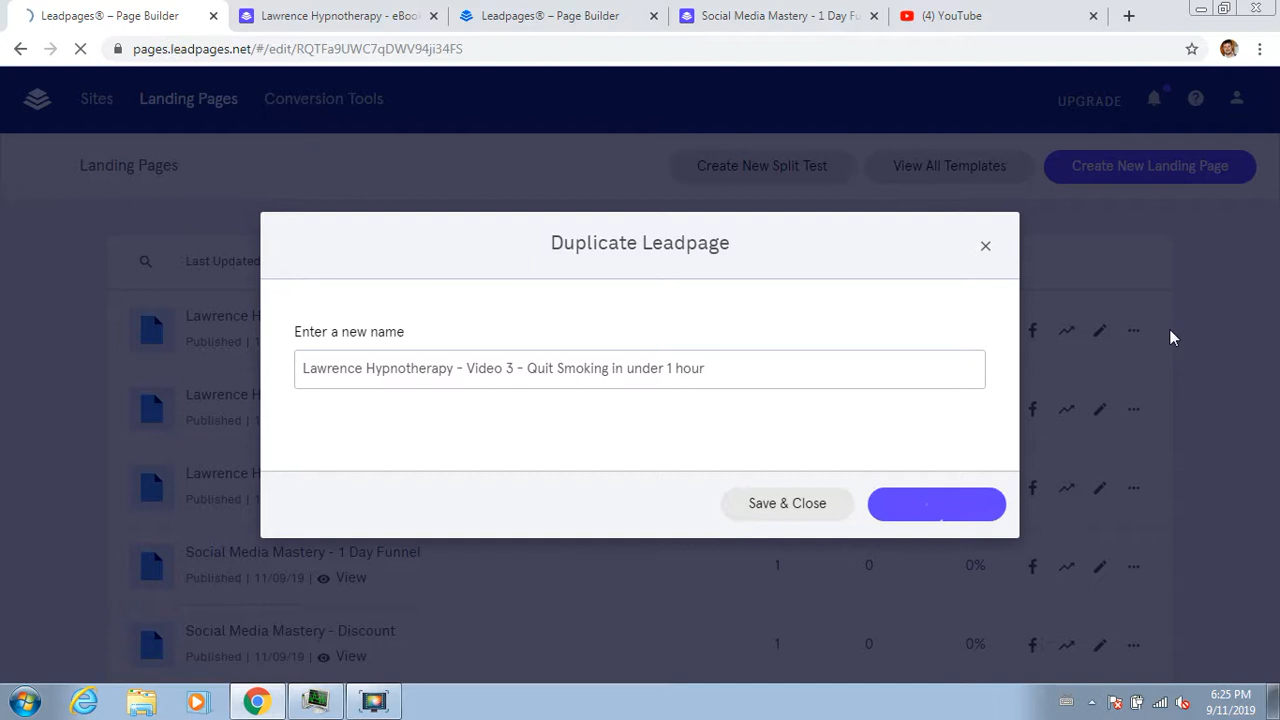 Leadpages® – Page Builder
Lawrence Hypnotherapy - eBook
Leadpages® – Page Builder
Social Media Mastery - 1 Day Fu
(4) YouTube
pages.leadpages.net/#/edit/RQTFa9UWC7qDWV94ji34FS
Sites
Landing Pages
Conversion Tools
UPGRADE
Landing Pages
Create New Split Test
View All Templates
Create New Landing Page
Duplicate Leadpage
Last Updated
Enter a new name
Lawrence H
Published | 1
Lawrence Hypnotherapy - Video 3 - Quit Smoking in under 1 hour
Lawrence H
Published | 1
Lawrence H
Published | 1
Save & Close
Social Media Mastery - 1 Day Funnel
Published | 11/09/19 | View
1 0 0%
Social Media Mastery - Discount
Published | 11/09/19 | View
1 0 0%
6:25 PM
9/11/2019